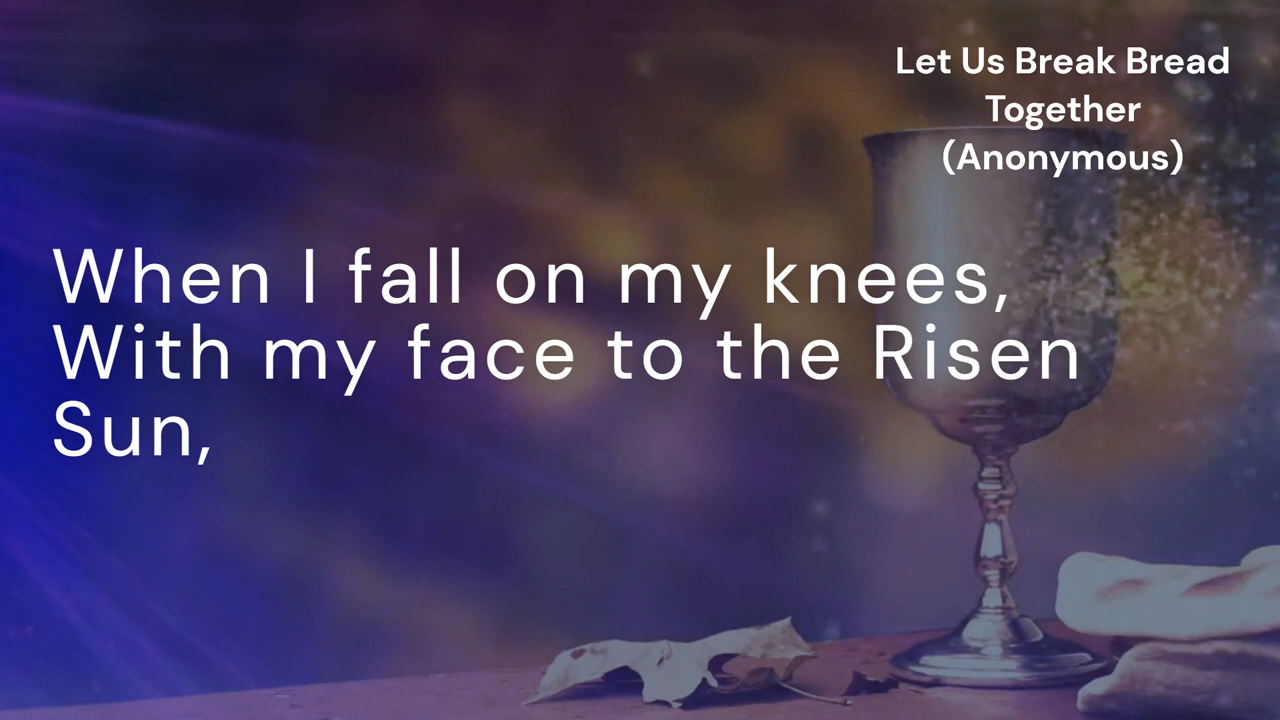 Let Us Break Bread
Together
(Anonymous)
When I fall on my knees,
With my face to the Risen
Sun,